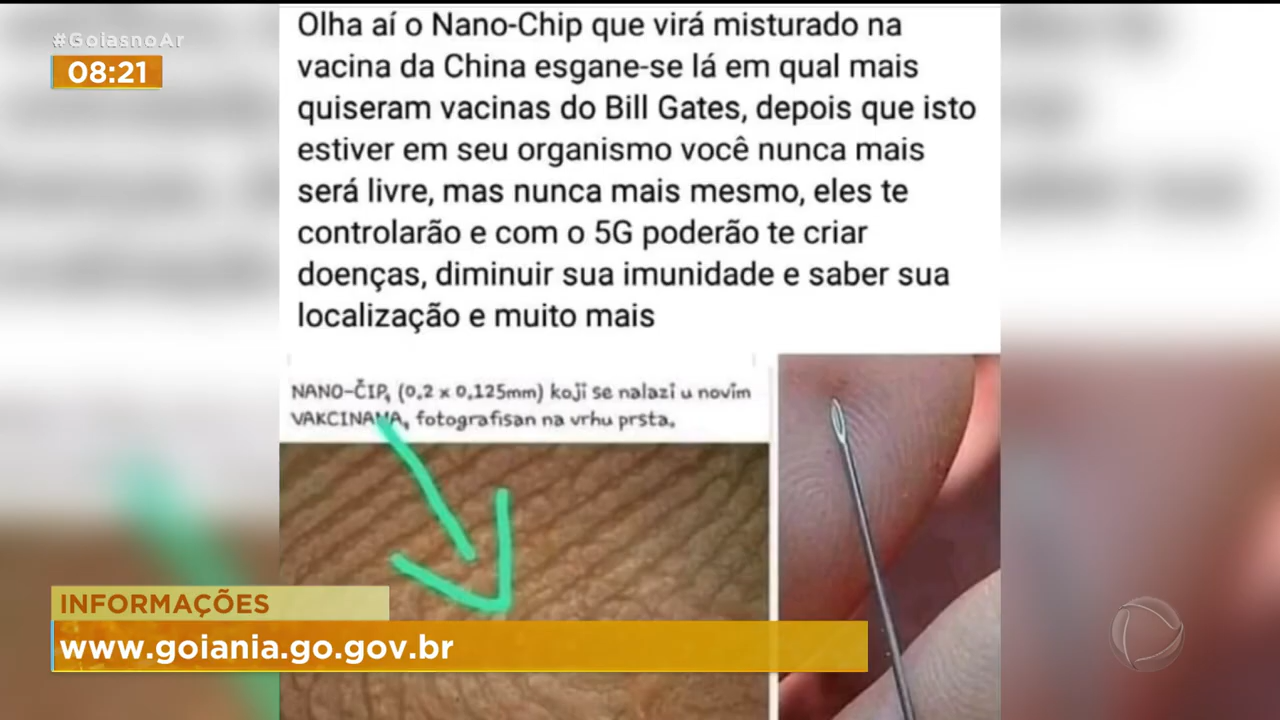 #GoiasnoAr
08:21
Olha aí o Nano-Chip que virá misturado na
vacina da China esgane-se lá em qual mais
quiseram vacinas do Bill Gates, depois que isto
estiver em seu organismo você nunca mais
será livre, mas nunca mais mesmo, eles te
controlarão e com o 5G poderão te criar
doenças, diminuir sua imunidade e saber sua
localização e muito mais
NANO-ČIP, (0.2 x 0.125mm) koji se nalazi u novim
VAKCINAMA, fotografisan na vrhu prsta.
INFORMAÇÕES
www.goiania.go.gov.br